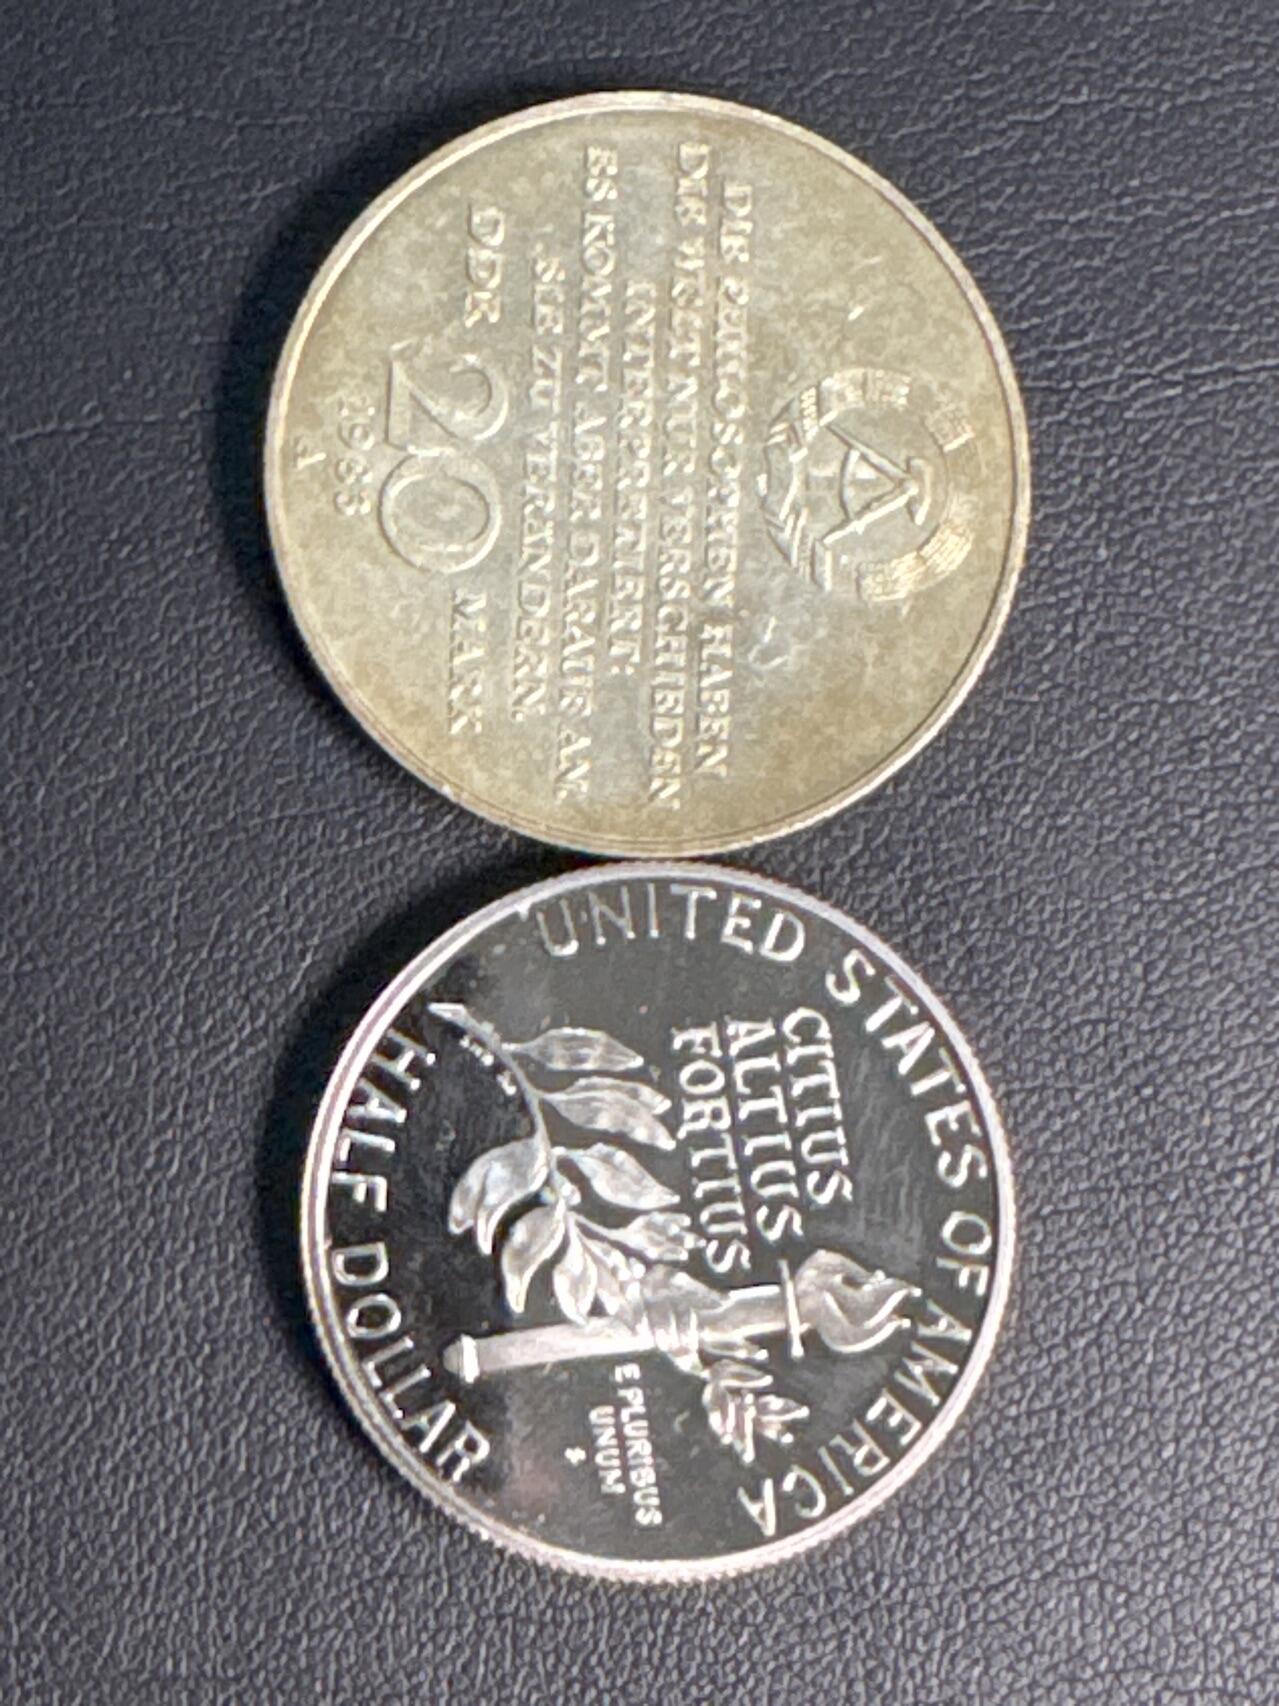 DIE PHILOSOPHEN HABEN
DIE WELT NUR VERSCHIEDEN
INTERPRETIERT;
ES KOMMT ABER DARAUF AN,
SIE ZU VERÄNDERN.
DDR 20 MARK
1983
A
UNITED STATES OF AMERICA
CITIUS
ALTIUS
FORTIUS
E PLURIBUS
UNUM
HALF DOLLAR